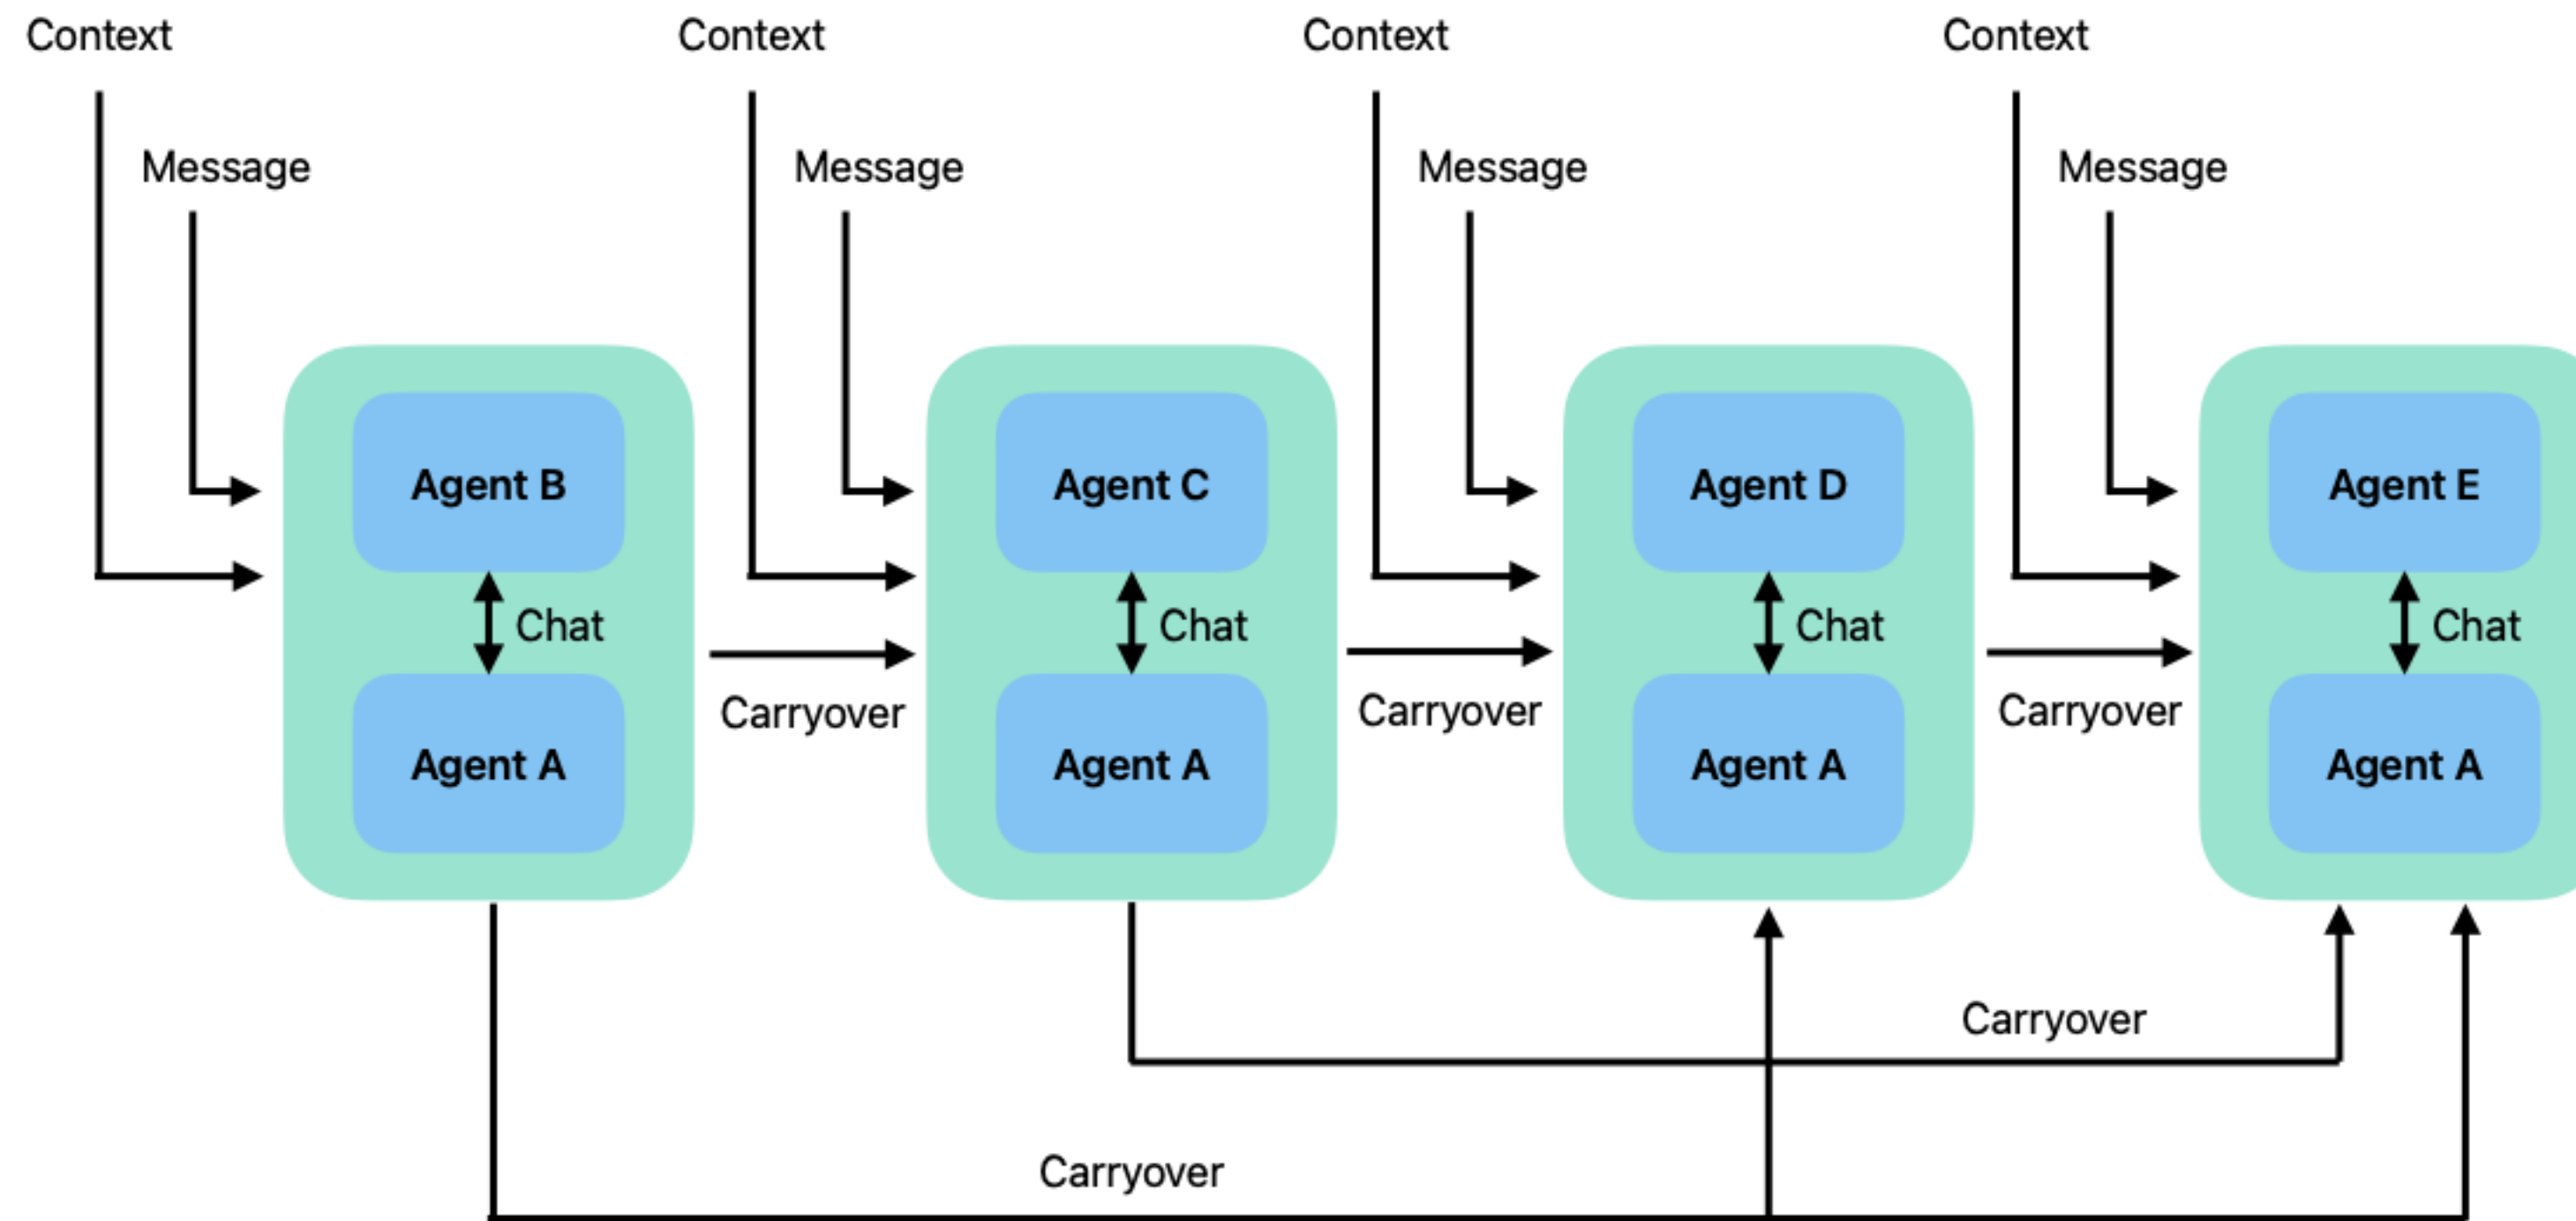 Context
Context
Context
Context
Message
Message
Message
Message
Agent B
Agent C
Agent D
Agent E
Chat
Chat
Chat
Chat
Carryover
Carryover
Carryover
Agent A
Agent A
Agent A
Agent A
Carryover
Carryover